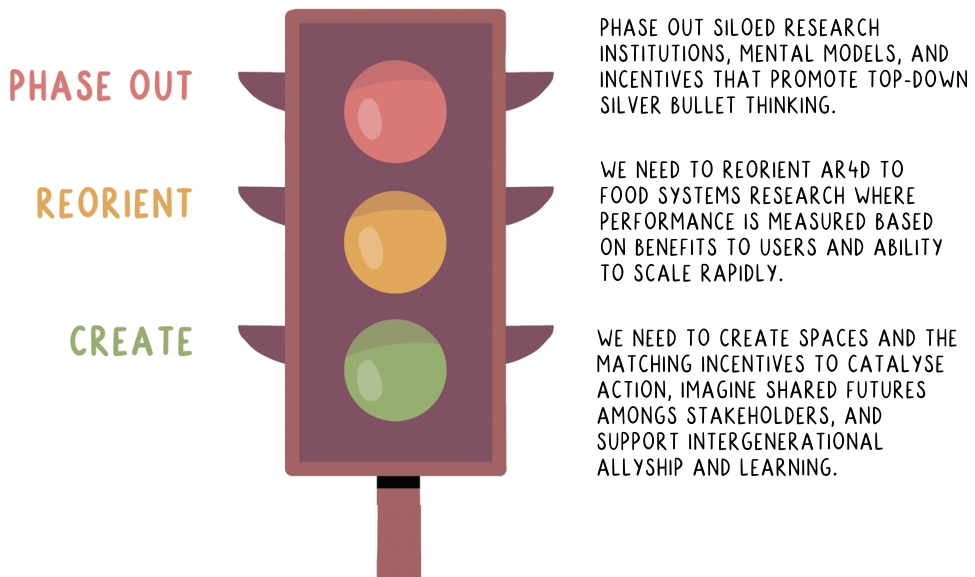 PHASE OUT
PHASE OUT SILOED RESEARCH
INSTITUTIONS, MENTAL MODELS, AND
INCENTIVES THAT PROMOTE TOP-DOWN
SILVER BULLET THINKING.
REORIENT
WE NEED TO REORIENT AR4D TO
FOOD SYSTEMS RESEARCH WHERE
PERFORMANCE IS MEASURED BASED
ON BENEFITS TO USERS AND ABILITY
TO SCALE RAPIDLY.
CREATE
WE NEED TO CREATE SPACES AND THE
MATCHING INCENTIVES TO CATALYSE
ACTION, IMAGINE SHARED FUTURES
AMONGS STAKEHOLDERS, AND
SUPPORT INTERGENERATIONAL
ALLYSHIP AND LEARNING.